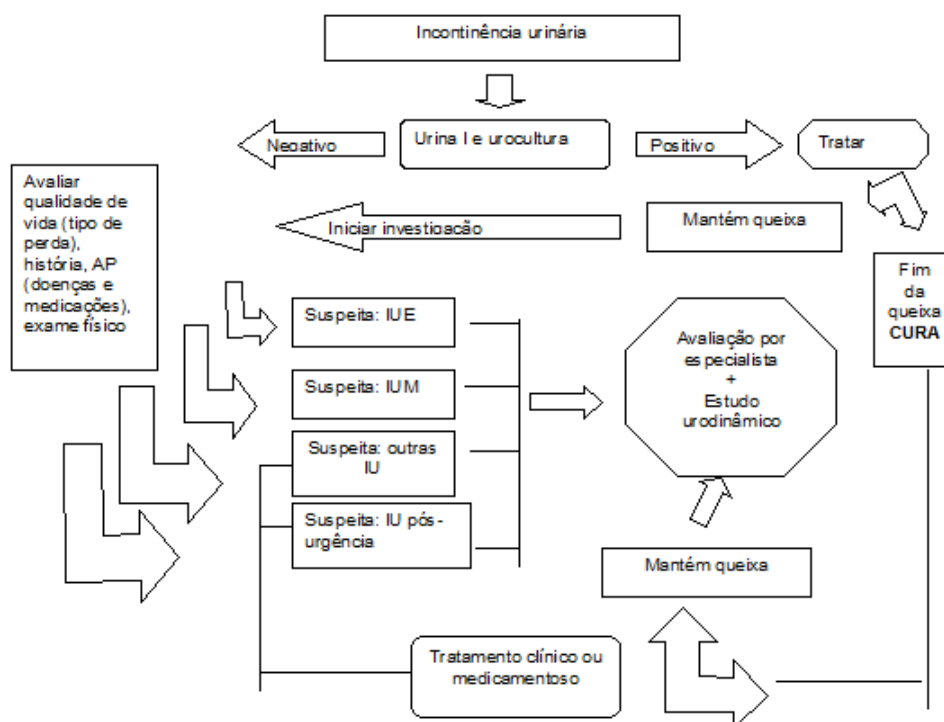 Incontinência urinária
Urina I e urocultura
Negativo
Positivo
Tratar
Avaliar
qualidade de
vida (tipo de
perda),
história, AP
(doenças e
medicações),
exame físico
Iniciar investigação
Mantém queixa
Fim
da
queixa
CURA
Suspeita: IUE
Suspeita: IUM
Suspeita: outras
IU
Suspeita: IU pós-
urgência
Avaliação por
especialista
+
Estudo
urodinâmico
Mantém queixa
Tratamento clínico ou
medicamentoso